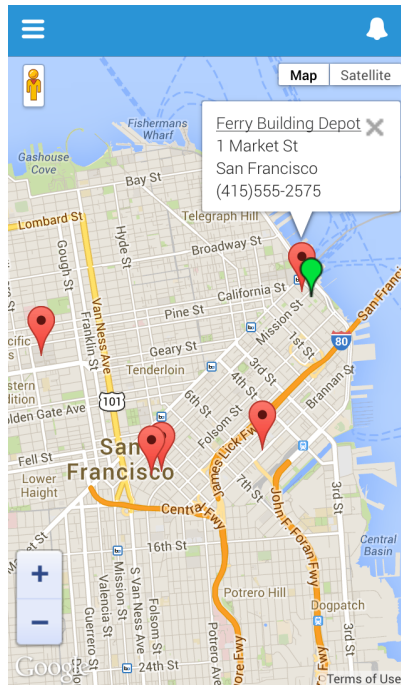 Map
Satellite
Ferry Building Depot
1 Market St
San Francisco
(415)555-2575
Fishermans
Wharf
Gashouse
Cove
Bay St
Telegraph Hill
Lombard St
Gough St
Hyde St
Broadway St
Van Ness Ave
Franklin St
California St
Pine St
Mission St
1st St
San Franci
80
Geary St
Tenderloin
3rd St
4th St
Brannan St
101
6th St
Folsom St
Golden Gate Ave
James Lick Fwy
Fell St
San
Francisco
Lower
Haight
7th St
Central Fwy
John F. Foran Fwy
3rd St
16th St
Central
Basin
Mission St
Valencia St
Guerrero St
S Van Ness Ave
Folsom St
Potrero Hill
Dogpatch
Potrero Ave
3rd St
24th St
+
−
Google
Terms of Use